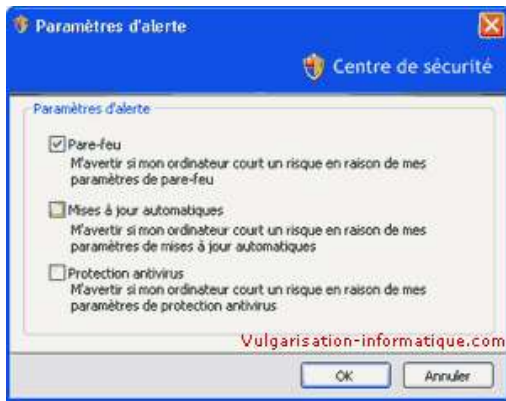 Paramètres d'alerte
Centre de sécurité
Paramètres d'alerte
Pare-feu
M'avertir si mon ordinateur court un risque en raison de mes
paramètres de pare-feu
Mises à jour automatiques
M'avertir si mon ordinateur court un risque en raison de mes
paramètres de mises à jour automatiques
Protection antivirus
M'avertir si mon ordinateur court un risque en raison de mes
paramètres de protection antivirus
Vulgarisation-informatique.com
OK
Annuler